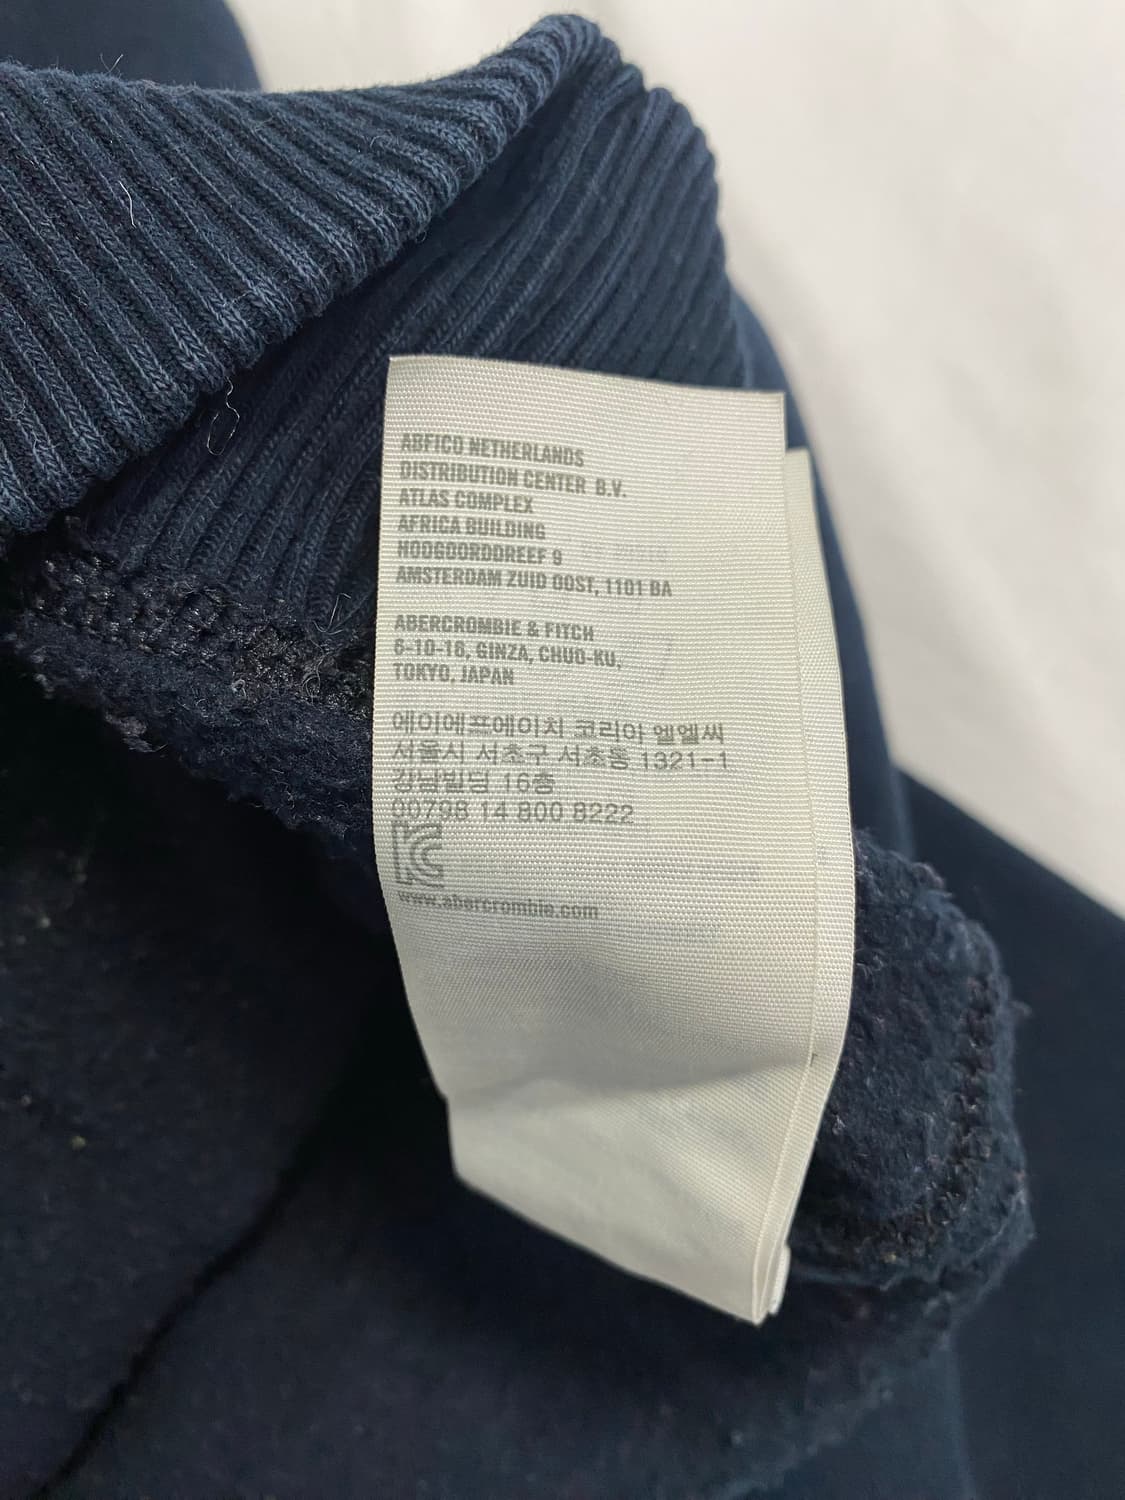 ABFICO NETHERLANDS
DISTRIBUTION CENTER B.V.
ATLAS COMPLEX
AFRICA BUILDING
HODGOORDDREEF 9
AMSTERDAM ZUID OOST, 1101 BA
ABERCROMBIE & FITCH
6-10-16, GINZA, CHUO-KU,
TOKYO, JAPAN
에이에프에이치 코리아 엘엘씨
서울시 서초구 서초동 1321-1
강남빌딩 16층
00798 14 800 8222
KC
www.abercrombie.com